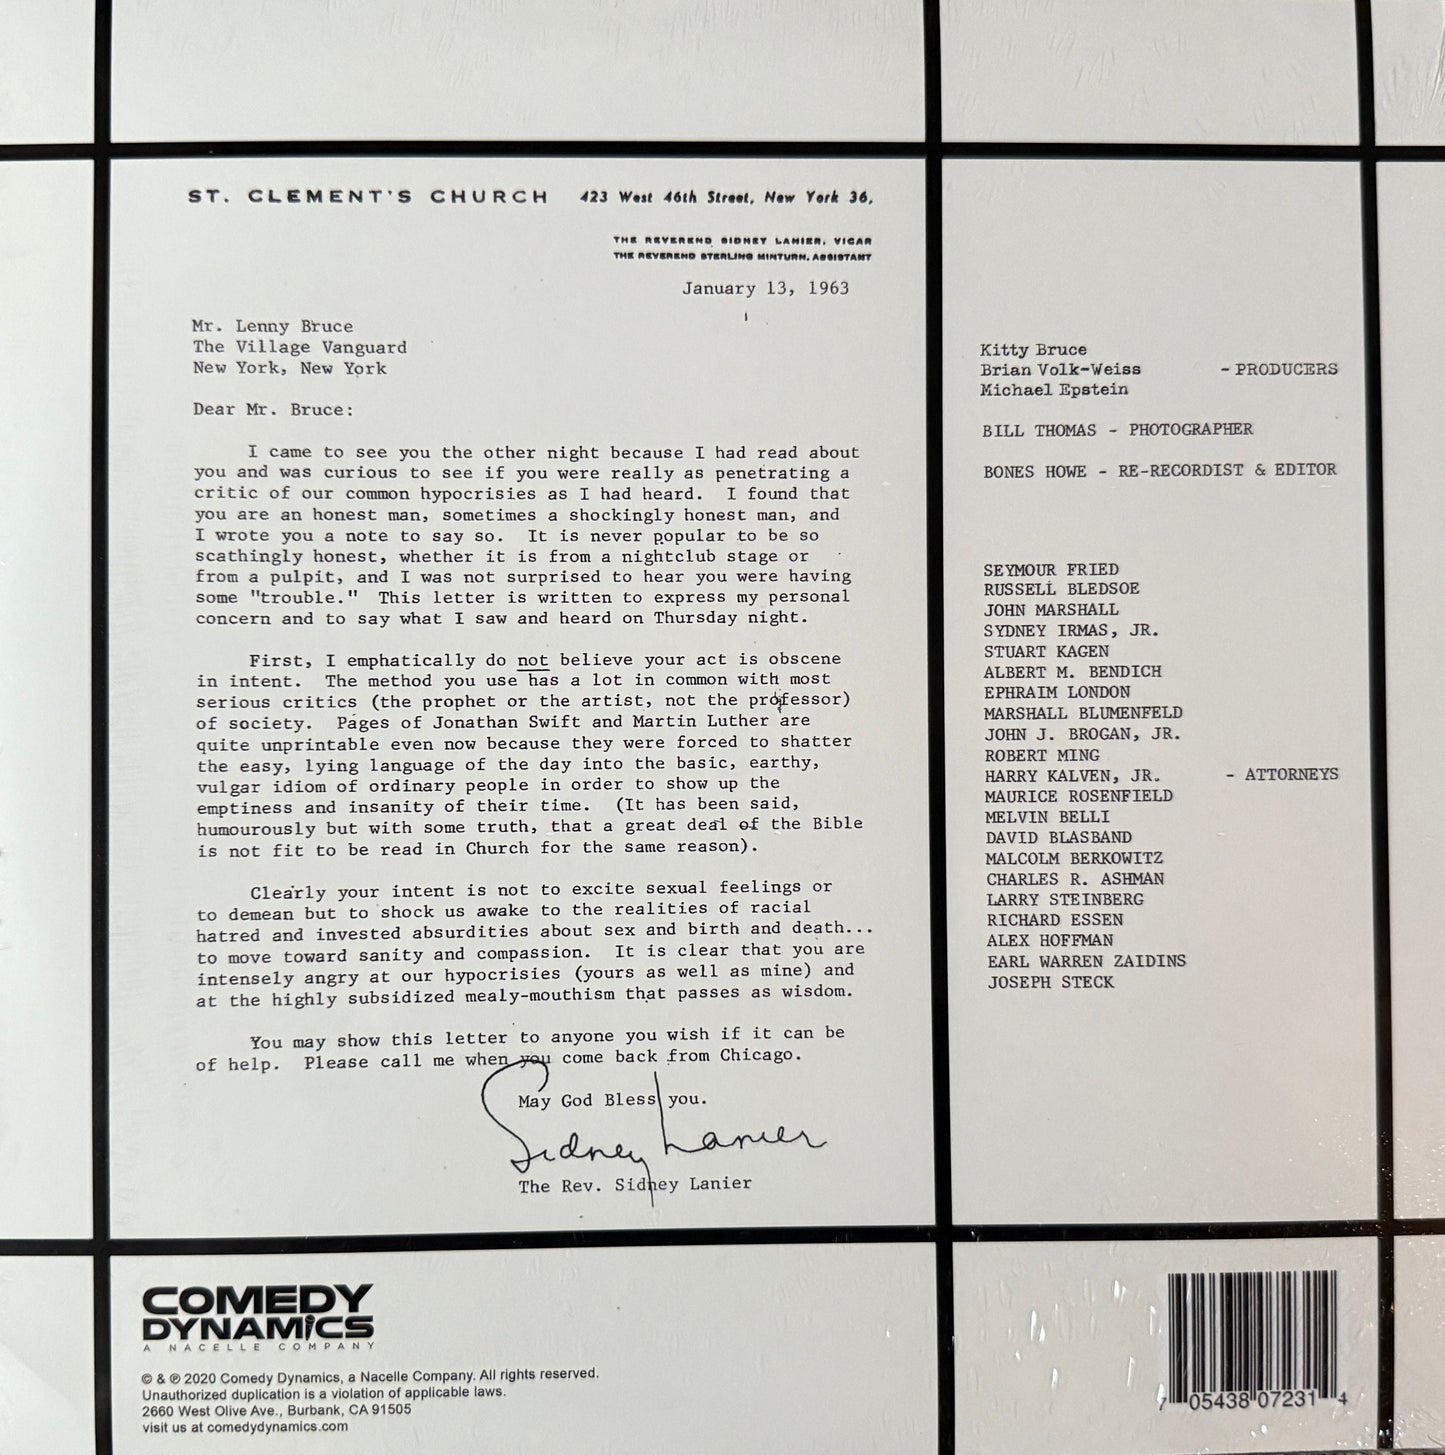 ST. CLEMENT'S CHURCH 423 West 46th Street, New York 36,
THE REVEREND SIDNEY LANIER, VICAR
THE REVEREND STERLING MINTURN, ASSISTANT
January 13, 1963
Mr. Lenny Bruce
The Village Vanguard
New York, New York
Dear Mr. Bruce:
I came to see you the other night because I had read about
you and was curious to see if you were really as penetrating a
critic of our common hypocrisies as I had heard. I found that
you are an honest man, sometimes a shockingly honest man, and
I wrote you a note to say so. It is never popular to be so
scathingly honest, whether it is from a nightclub stage or
from a pulpit, and I was not surprised to hear you were having
some "trouble." This letter is written to express my personal
concern and to say what I saw and heard on Thursday night.
First, I emphatically do not believe your act is obscene
in intent. The method you use has a lot in common with most
serious critics (the prophet or the artist, not the professor)
of society. Pages of Jonathan Swift and Martin Luther are
quite unprintable even now because they were forced to shatter
the easy, lying language of the day into the basic, earthy,
vulgar idiom of ordinary people in order to show up the
emptiness and insanity of their time. (It has been said,
humourously but with some truth, that a great deal of the Bible
is not fit to be read in Church for the same reason).
Clearly your intent is not to excite sexual feelings or
to demean but to shock us awake to the realities of racial
hatred and invested absurdities about sex and birth and death...
to move toward sanity and compassion. It is clear that you are
intensely angry at our hypocrisies (yours as well as mine) and
at the highly subsidized mealy-mouthism that passes as wisdom.
You may show this letter to anyone you wish if it can be
of help. Please call me when you come back from Chicago.
May God Bless you.
Sidney Lanier
The Rev. Sidney Lanier
Kitty Bruce
Brian Volk-Weiss - PRODUCERS
Michael Epstein
BILL THOMAS - PHOTOGRAPHER
BONES HOWE - RE-RECORDIST & EDITOR
SEYMOUR FRIED
RUSSELL BLEDSOE
JOHN MARSHALL
SYDNEY IRMAS, JR.
STUART KAGEN
ALBERT M. BENDICH
EPHRAIM LONDON
MARSHALL BLUMENFELD
JOHN J. BROGAN, JR.
ROBERT MING
HARRY KALVEN, JR. - ATTORNEYS
MAURICE ROSENFIELD
MELVIN BELLI
DAVID BLASBAND
MALCOLM BERKOWITZ
CHARLES R. ASHMAN
LARRY STEINBERG
RICHARD ESSEN
ALEX HOFFMAN
EARL WARREN ZAIDINS
JOSEPH STECK
COMEDY
DYNAMICS
A NACELLE COMPANY
© & ℗ 2020 Comedy Dynamics, a Nacelle Company. All rights reserved.
Unauthorized duplication is a violation of applicable laws.
2660 West Olive Ave., Burbank, CA 91505
visit us at comedydynamics.com
7 05438 07231 4